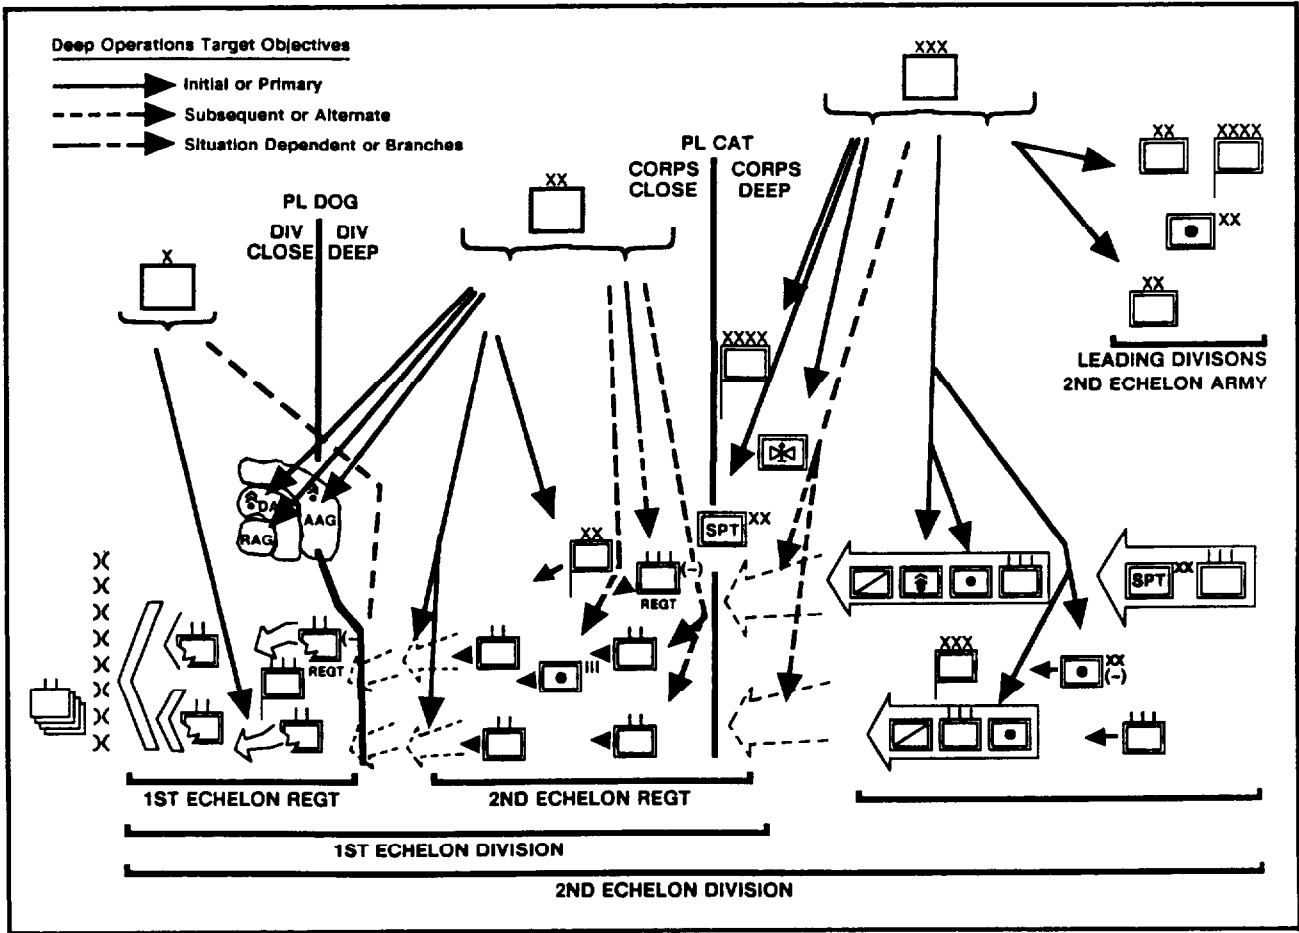 Deep Operations Target Objectives
Initial or Primary
Subsequent or Alternate
Situation Dependent or Branches
XXX
XX
XXXX
XX
XX
PL CAT
CORPS CLOSE
CORPS DEEP
XX
PL DOG
DIV CLOSE
DIV DEEP
X
XXXX
LEADING DIVISONS
2ND ECHELON ARMY
DA
AAG
RAG
XX
SPT
XX
(-)
REGT
SPT
XX
REGT
(-
III
XXX
XX
(-)
1ST ECHELON REGT
2ND ECHELON REGT
1ST ECHELON DIVISION
2ND ECHELON DIVISION